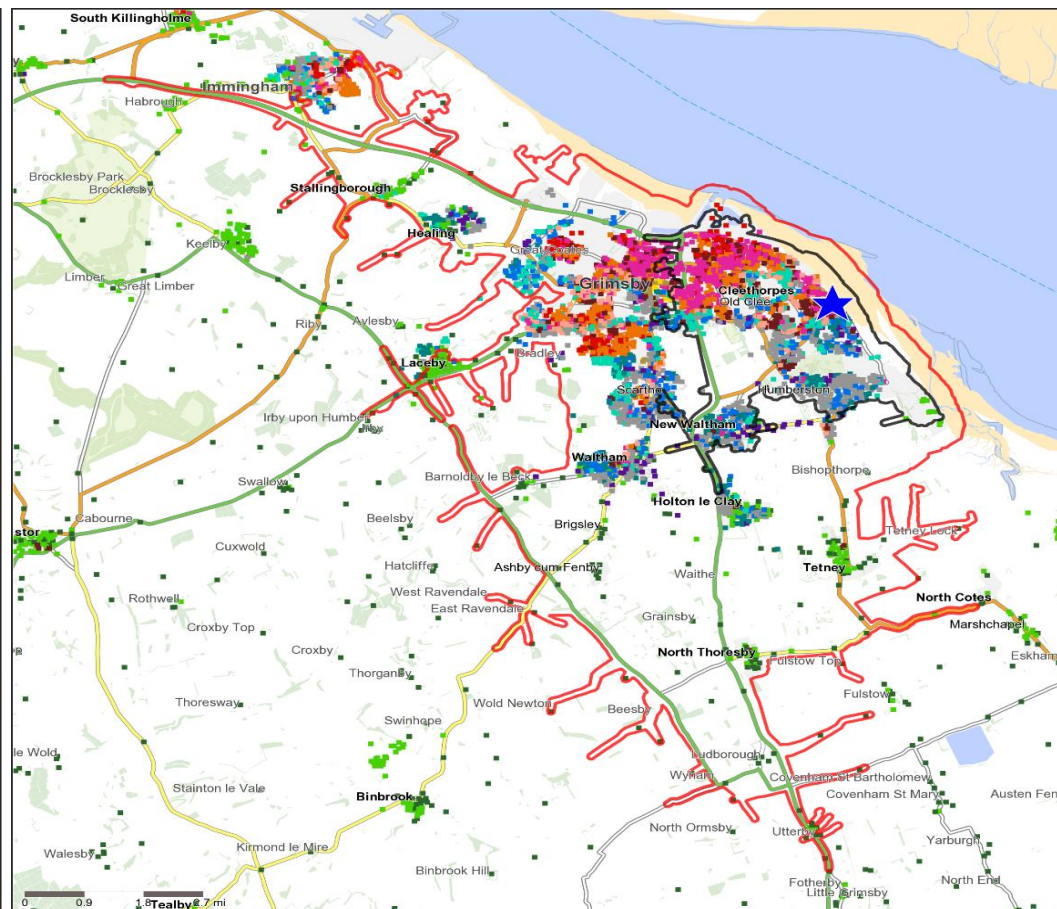 South Killingholme
Immingham
Habrough
Brocklesby Park
Brocklesby
Stallingborough
Healing
Great Coates
Keelby
Limber
Great Limber
Grimsby
Cleethorpes
Old Clee
Riby
Aylesby
Bradley
Laceby
Scartho
Humberston
Irby upon Humber
Irby
New Waltham
Waltham
Barnoldby le Beck
Bishopthorpe
Swallow
Holton le Clay
Cabourne
stor
Beelsby
Brigsley
Tetney Lock
Cuxwold
Hatcliffe
Ashby cum Fenby
Waithe
Tetney
Rothwell
West Ravendale
East Ravendale
North Cotes
Croxby Top
Grainsby
Marshchapel
Croxby
North Thoresby
Fulstow Top
Eskham
Thorganby
Thoresway
Wold Newton
Beesby
Fulstow
Swinhope
le Wold
Ludborough
Stainton le Vale
Wyham
Covenham St Bartholomew
Covenham St Mary
Austen Fen
Binbrook
North Ormsby
Utterby
Yarburgh
Kirmond le Mire
Walesby
Binbrook Hill
Fotherby
Little Grimsby
North End
0 0.9 1.8 2.7 mi
Tealby